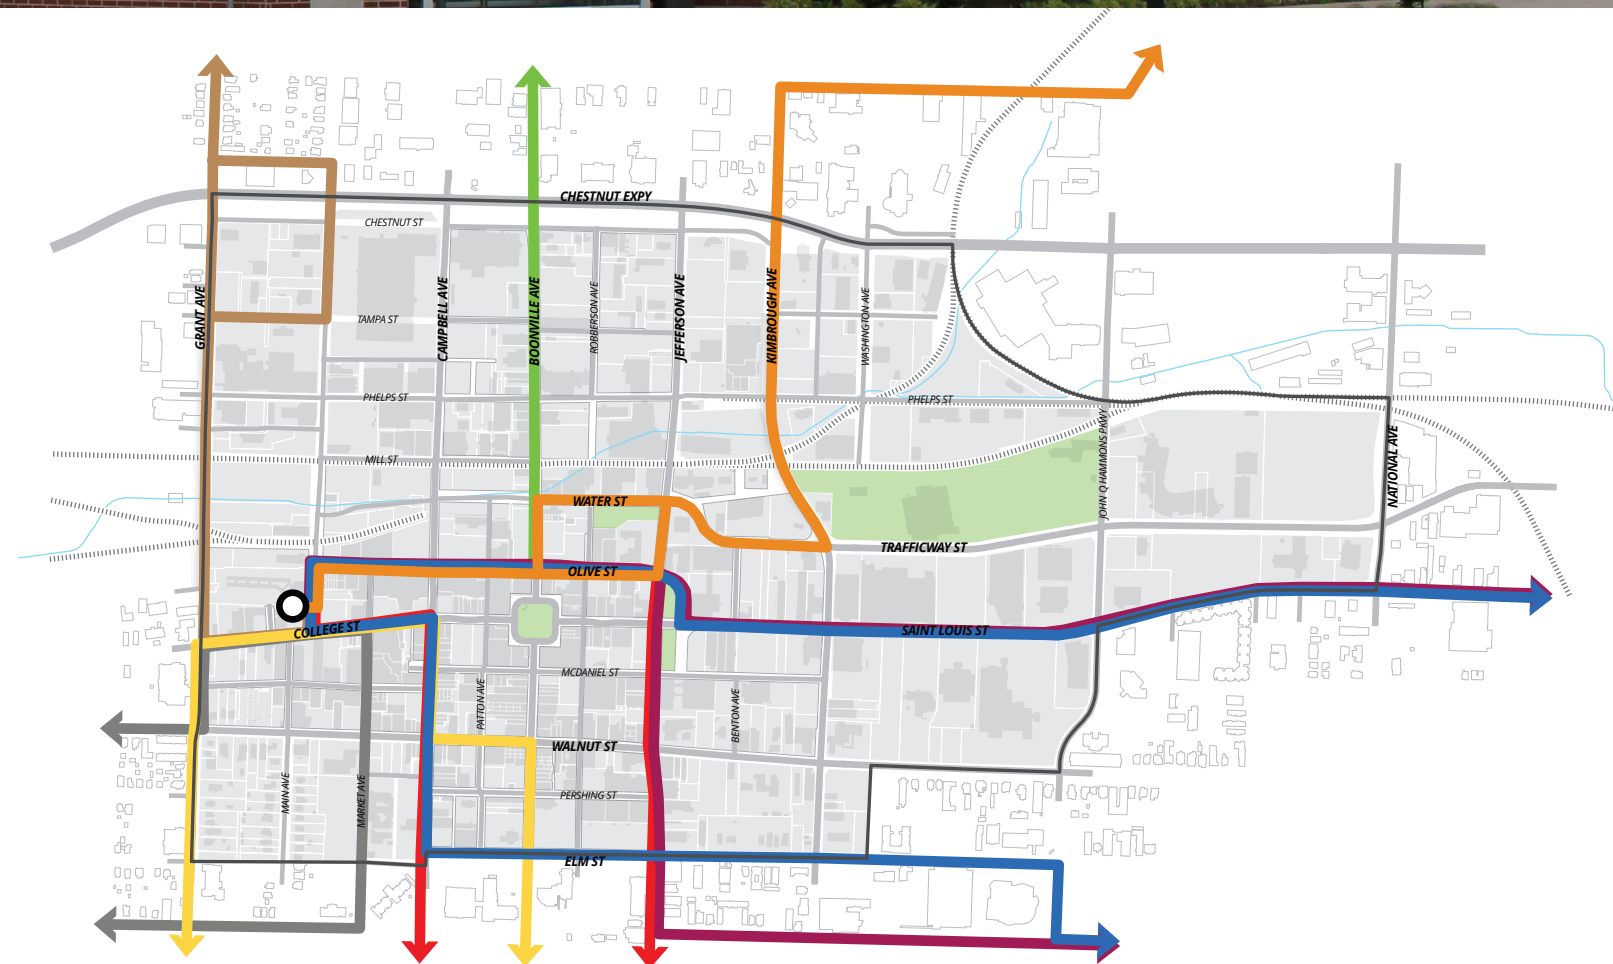 CHESTNUT EXPY
CHESTNUT ST
GRANT AVE
CAMPBELL AVE
BOONVILLE AVE
ROBBERSON AVE
JEFFERSON AVE
KIMBROUGH AVE
WASHINGTON AVE
TAMPA ST
PHELPS ST
PHELPS ST
JOHN Q HAMMONS PKWY
NATIONAL AVE
MILL ST
WATER ST
TRAFFICWAY ST
OLIVE ST
COLLEGE ST
SAINT LOUIS ST
MCDANIEL ST
PATTON AVE
BENTON AVE
WALNUT ST
MAIN AVE
MARKET AVE
PERSHING ST
ELM ST